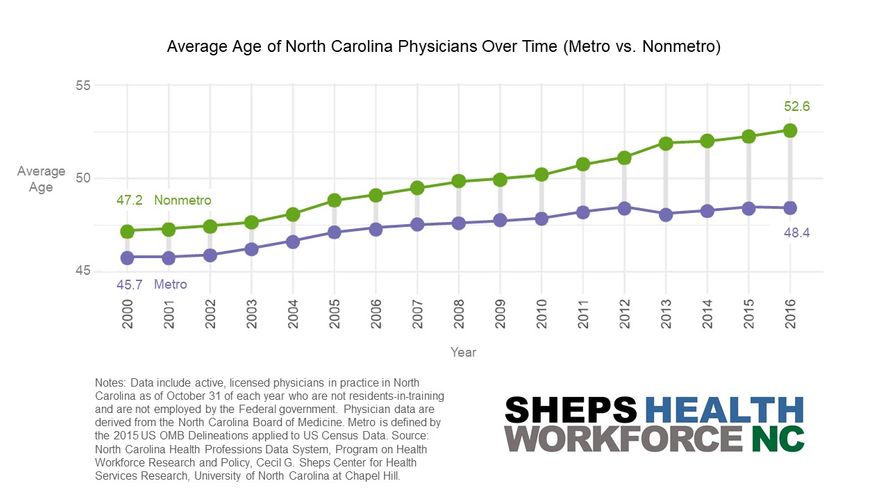 Average Age of North Carolina Physicians Over Time (Metro vs. Nonmetro)
55
52.6
Average
Age
50
47.2 Nonmetro
48.4
45
45.7 Metro
2000
2001
2002
2003
2004
2005
2006
2007
2008
2009
2010
2011
2012
2013
2014
2015
2016
Year
Notes: Data include active, licensed physicians in practice in North
Carolina as of October 31 of each year who are not residents-in-training
and are not employed by the Federal government. Physician data are
derived from the North Carolina Board of Medicine. Metro is defined by
the 2015 US OMB Delineations applied to US Census Data. Source:
North Carolina Health Professions Data System, Program on Health
Workforce Research and Policy, Cecil G. Sheps Center for Health
Services Research, University of North Carolina at Chapel Hill.
SHEPS HEALTH
WORKFORCE NC